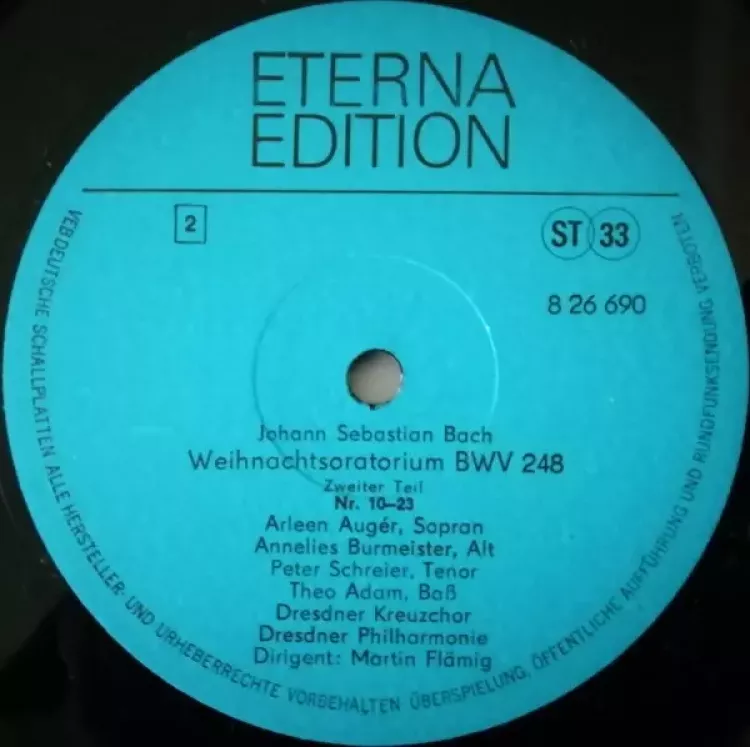 ETERNA
EDITION
2
ST 33
8 26 690
Johann Sebastian Bach
Weihnachtsoratorium BWV 248
Zweiter Teil
Nr. 10–23
Arleen Augér, Sopran
Annelies Burmeister, Alt
Peter Schreier, Tenor
Theo Adam, Baß
Dresdner Kreuzchor
Dresdner Philharmonie
Dirigent: Martin Flämig
VEB DEUTSCHE SCHALLPLATTEN ALLE HERSTELLER- UND URHEBERRECHTE VORBEHALTEN ÜBERSPIELUNG, ÖFFENTLICHE AUFFÜHRUNG UND RUNDFUNKSENDUNG VERBOTEN